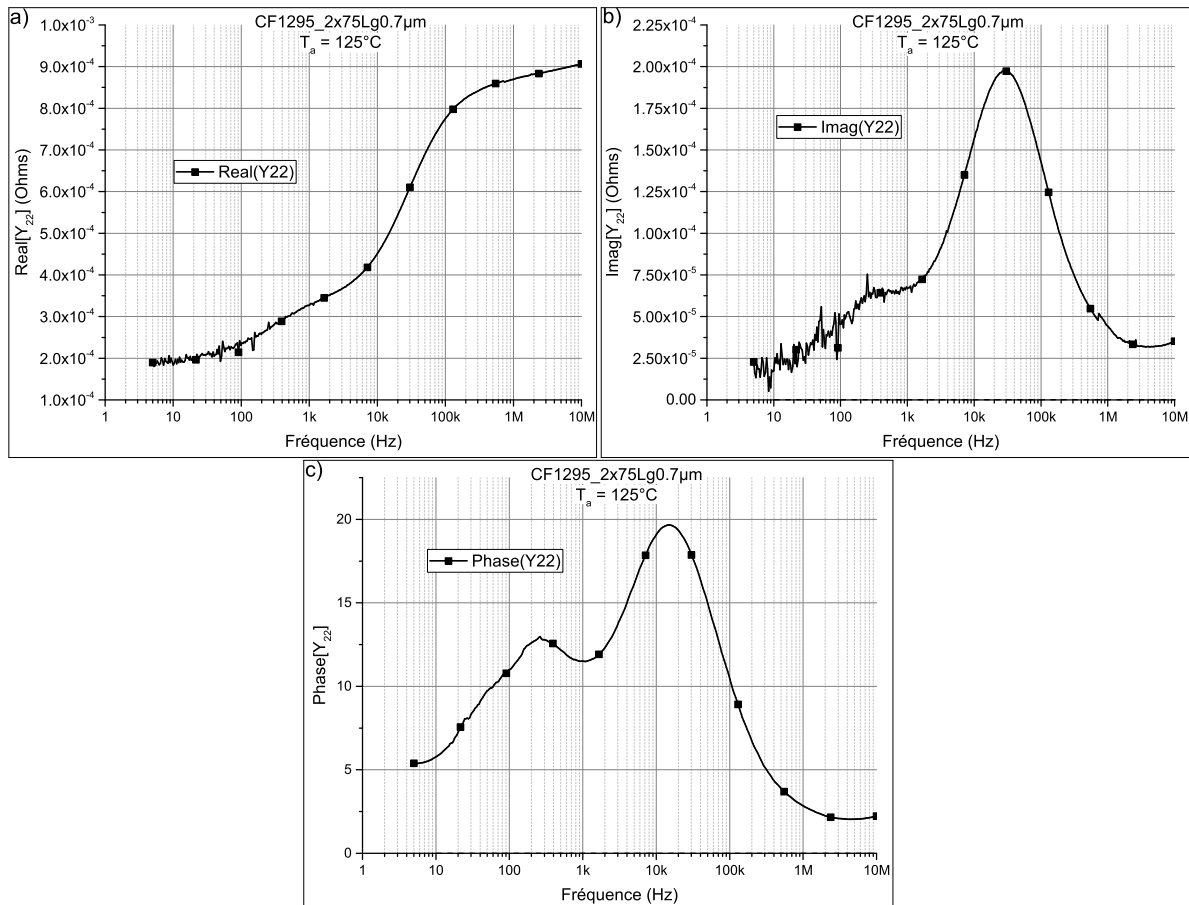 a)
CF1295_2x75Lg0.7µm
Tₐ = 125°C
1.0x10⁻³
9.0x10⁻⁴
8.0x10⁻⁴
7.0x10⁻⁴
6.0x10⁻⁴
5.0x10⁻⁴
4.0x10⁻⁴
3.0x10⁻⁴
2.0x10⁻⁴
1.0x10⁻⁴
Real[Y₂₂] (Ohms)
Real(Y22)
1 10 100 1k 10k 100k 1M 10M
Fréquence (Hz)
b)
CF1295_2x75Lg0.7µm
Tₐ = 125°C
2.25x10⁻⁴
2.00x10⁻⁴
1.75x10⁻⁴
1.50x10⁻⁴
1.25x10⁻⁴
1.00x10⁻⁴
7.50x10⁻⁵
5.00x10⁻⁵
2.50x10⁻⁵
0.00
Imag[Y₂₂] (Ohms)
Imag(Y22)
1 10 100 1k 10k 100k 1M 10M
Fréquence (Hz)
c)
CF1295_2x75Lg0.7µm
Tₐ = 125°C
20
15
10
5
0
Phase[Y₂₂]
Phase(Y22)
1 10 100 1k 10k 100k 1M 10M
Fréquence (Hz)